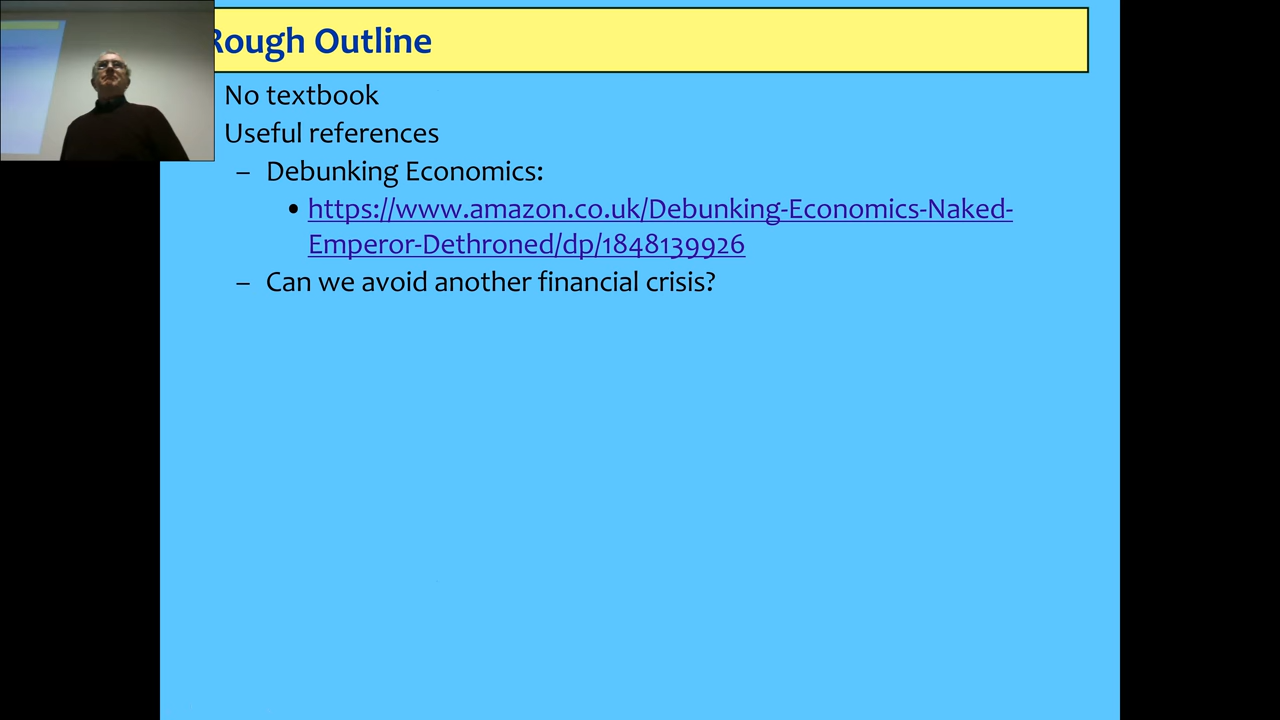 Rough Outline
No textbook
Useful references
– Debunking Economics:
• https://www.amazon.co.uk/Debunking-Economics-Naked-
Emperor-Dethroned/dp/1848139926
– Can we avoid another financial crisis?